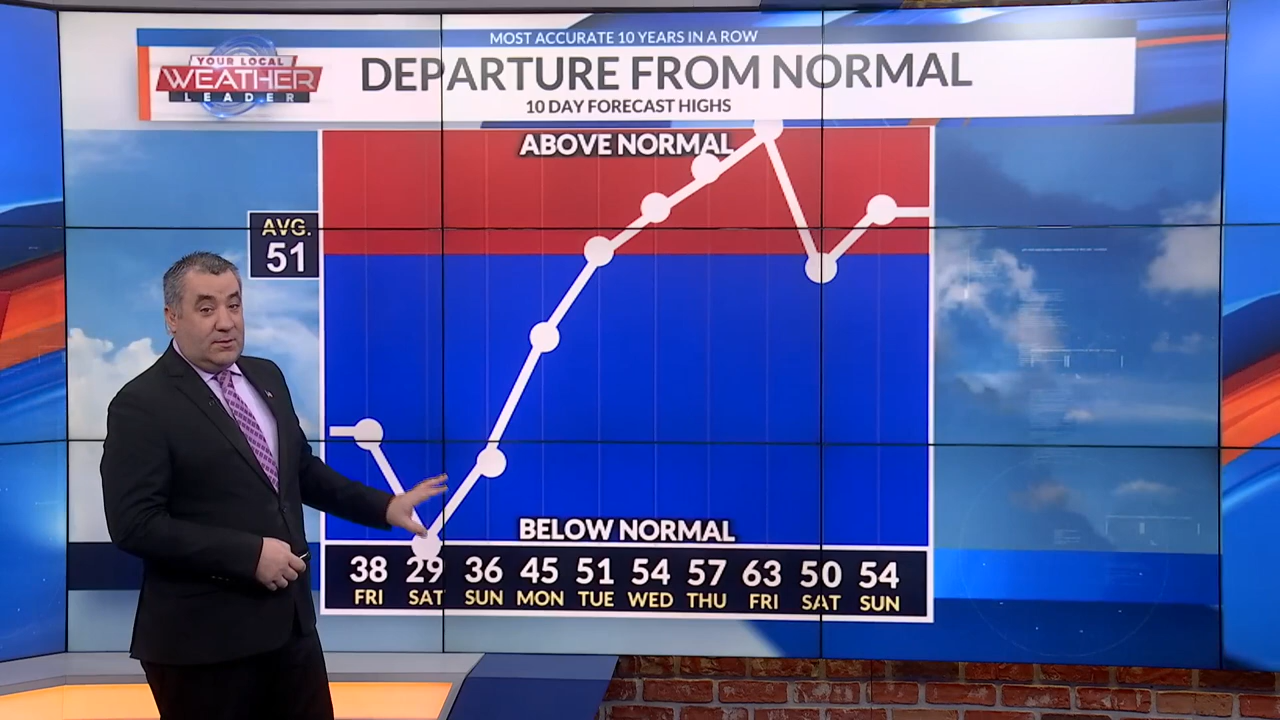 MOST ACCURATE 10 YEARS IN A ROW
YOUR LOCAL
WEATHER
LEADER
DEPARTURE FROM NORMAL
10 DAY FORECAST HIGHS
ABOVE NORMAL
AVG.
51
BELOW NORMAL
38 29 36 45 51 54 57 63 50 54
FRI SAT SUN MON TUE WED THU FRI SAT SUN